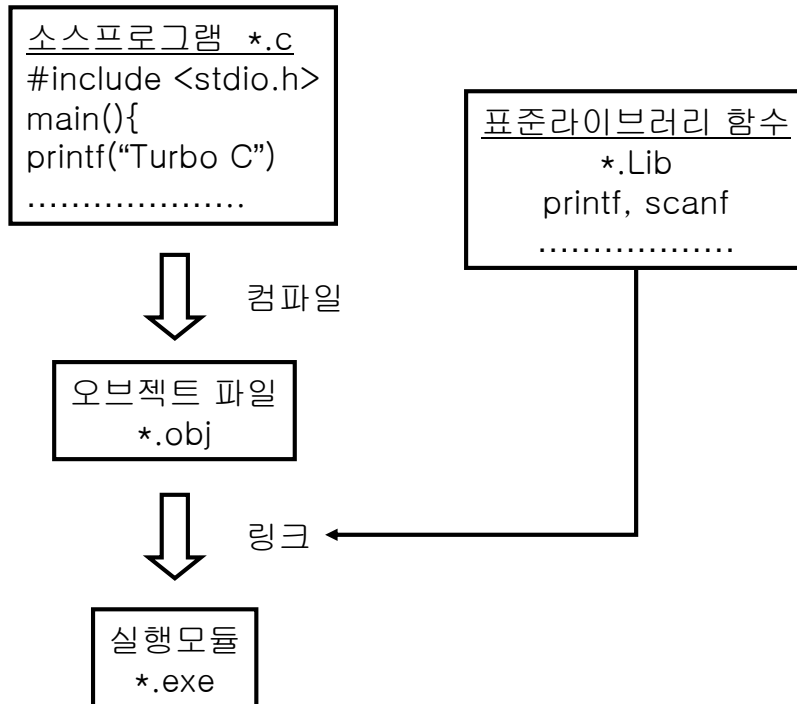 소스프로그램 *.c
#include <stdio.h>
main(){
printf(“Turbo C”)
....................
표준라이브러리 함수
*.Lib
printf, scanf
..................
컴파일
오브젝트 파일
*.obj
링크
실행모듈
*.exe